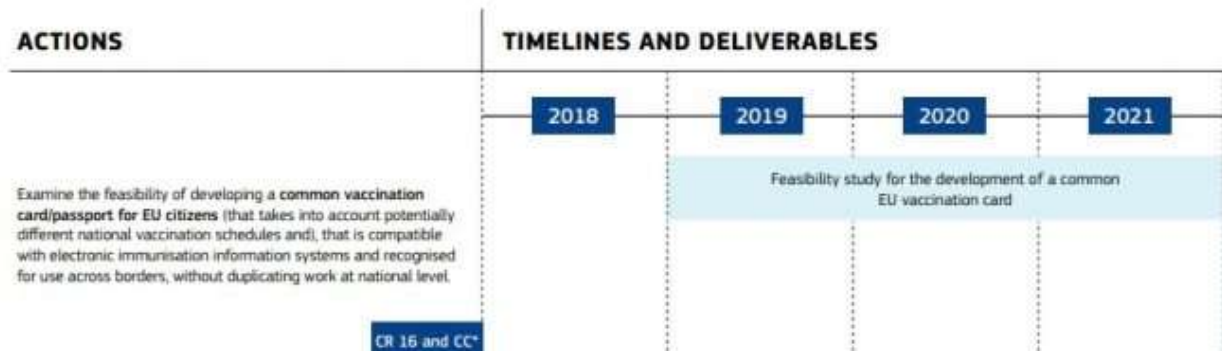 ACTIONS
TIMELINES AND DELIVERABLES
2018
2019
2020
2021
Examine the feasibility of developing a common vaccination
card/passport for EU citizens (that takes into account potentially
different national vaccination schedules and), that is compatible
with electronic immunisation information systems and recognised
for use across borders, without duplicating work at national level.
Feasibility study for the development of a common
EU vaccination card
CR 16 and CC*